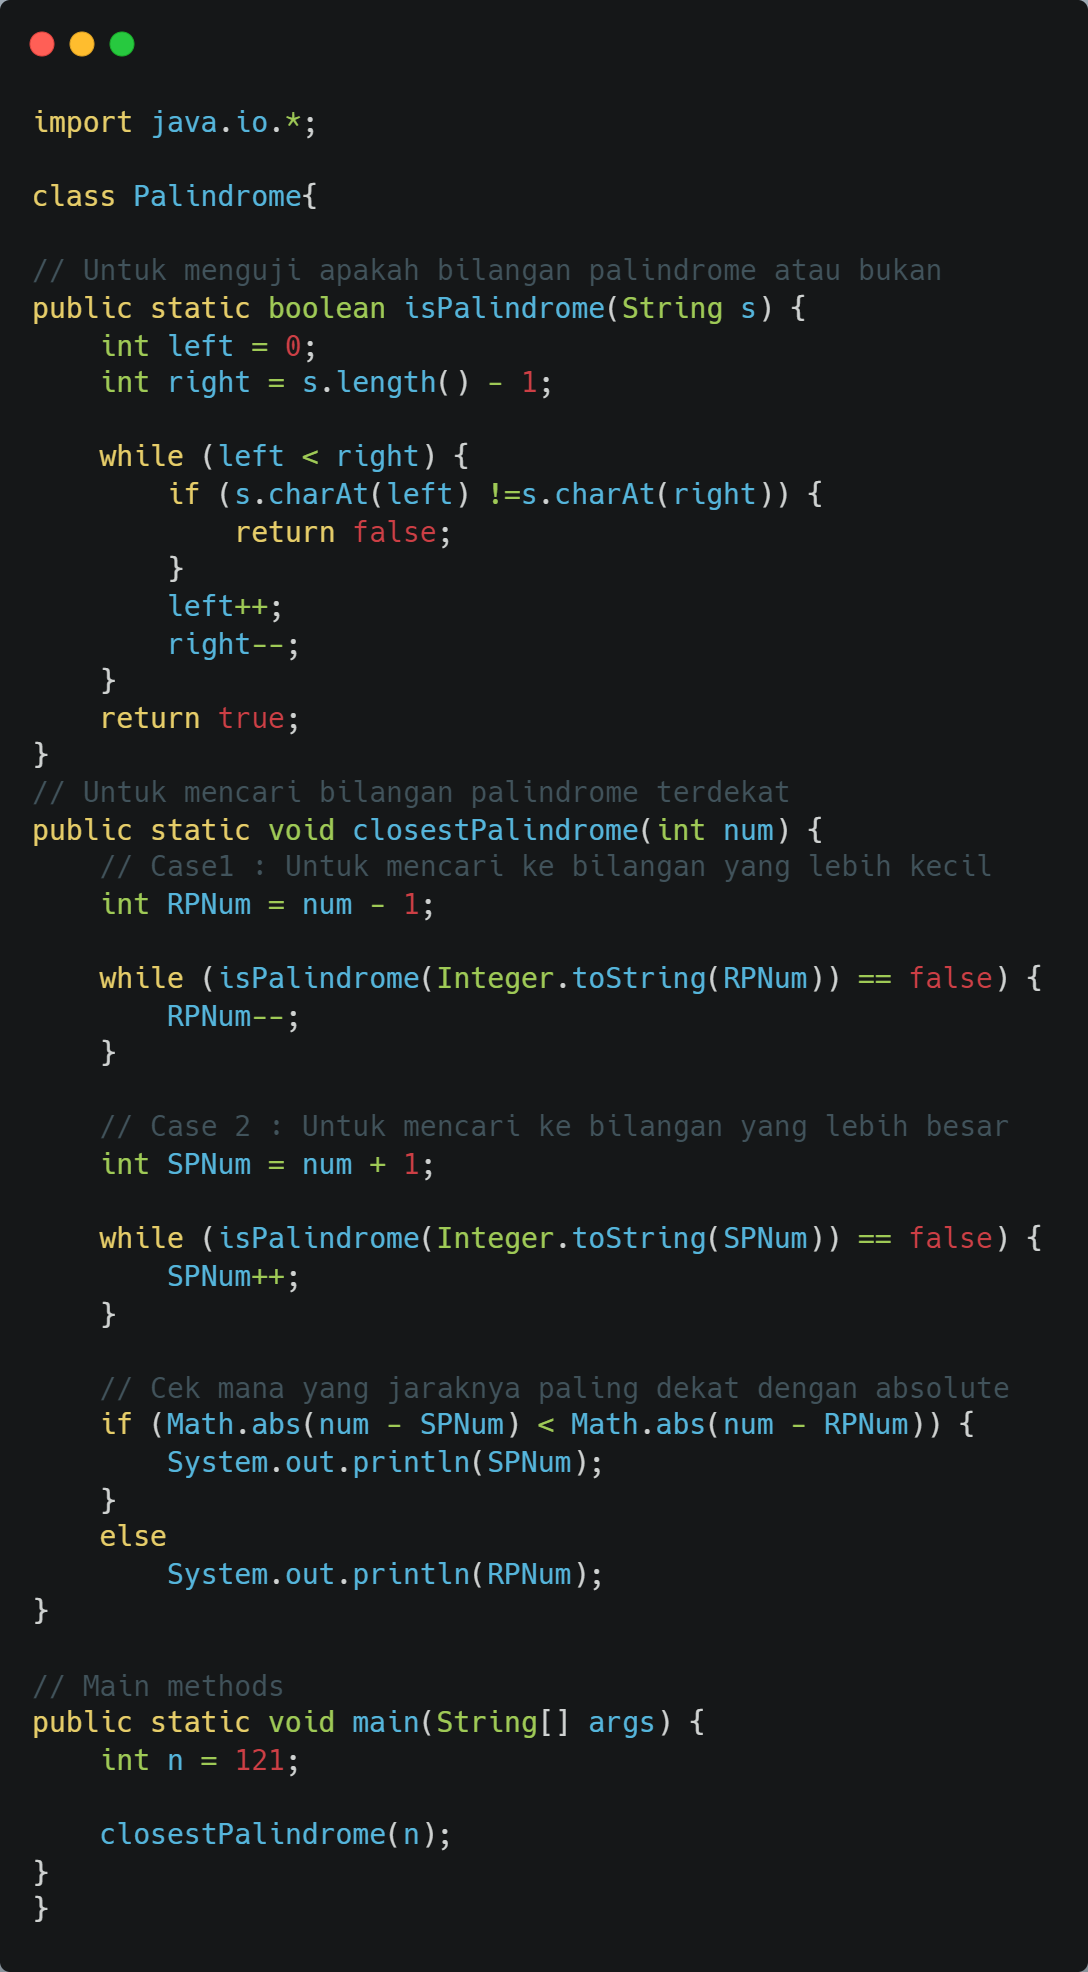 import java.io.*;

class Palindrome{

// Untuk menguji apakah bilangan palindrome atau bukan
public static boolean isPalindrome(String s) {
    int left = 0;
    int right = s.length() - 1;

    while (left < right) {
        if (s.charAt(left) !=s.charAt(right)) {
            return false;
        }
        left++;
        right--;
    }
    return true;
}
// Untuk mencari bilangan palindrome terdekat
public static void closestPalindrome(int num) {
    // Case1 : Untuk mencari ke bilangan yang lebih kecil
    int RPNum = num - 1;

    while (isPalindrome(Integer.toString(RPNum)) == false) {
        RPNum--;
    }

    // Case 2 : Untuk mencari ke bilangan yang lebih besar
    int SPNum = num + 1;

    while (isPalindrome(Integer.toString(SPNum)) == false) {
        SPNum++;
    }

    // Cek mana yang jaraknya paling dekat dengan absolute
    if (Math.abs(num - SPNum) < Math.abs(num - RPNum)) {
        System.out.println(SPNum);
    }
    else
        System.out.println(RPNum);
}

// Main methods
public static void main(String[] args) {
    int n = 121;

    closestPalindrome(n);
}
}